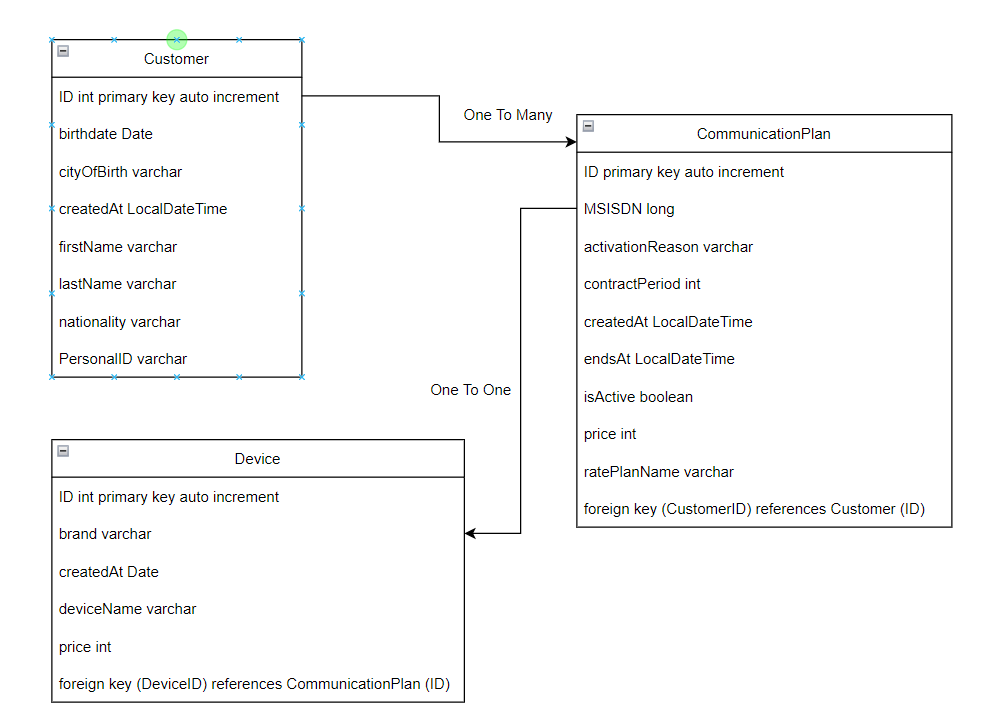 Customer
ID int primary key auto increment
birthdate Date
cityOfBirth varchar
createdAt LocalDateTime
firstName varchar
lastName varchar
nationality varchar
PersonalID varchar
One To Many
CommunicationPlan
ID primary key auto increment
MSISDN long
activationReason varchar
contractPeriod int
createdAt LocalDateTime
endsAt LocalDateTime
isActive boolean
price int
ratePlanName varchar
foreign key (CustomerID) references Customer (ID)
One To One
Device
ID int primary key auto increment
brand varchar
createdAt Date
deviceName varchar
price int
foreign key (DeviceID) references CommunicationPlan (ID)